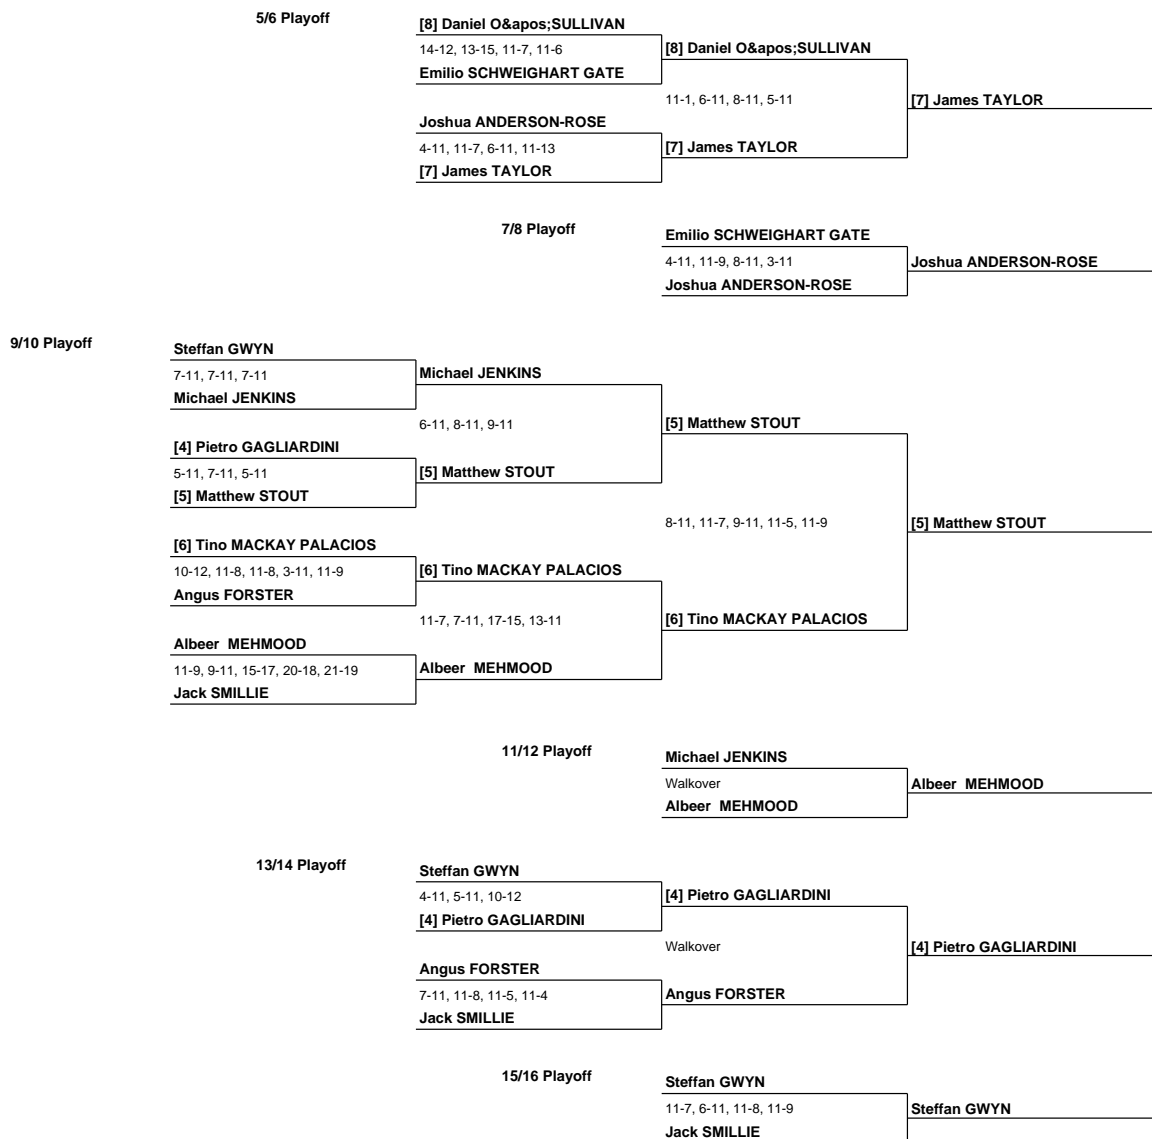 5/6 Playoff
[8] Daniel O&apos;SULLIVAN
14-12, 13-15, 11-7, 11-6
[8] Daniel O&apos;SULLIVAN
Emilio SCHWEIGHART GATE
11-1, 6-11, 8-11, 5-11
[7] James TAYLOR
Joshua ANDERSON-ROSE
4-11, 11-7, 6-11, 11-13
[7] James TAYLOR
[7] James TAYLOR
7/8 Playoff
Emilio SCHWEIGHART GATE
4-11, 11-9, 8-11, 3-11
Joshua ANDERSON-ROSE
Joshua ANDERSON-ROSE
9/10 Playoff
Steffan GWYN
7-11, 7-11, 7-11
Michael JENKINS
Michael JENKINS
6-11, 8-11, 9-11
[5] Matthew STOUT
[4] Pietro GAGLIARDINI
5-11, 7-11, 5-11
[5] Matthew STOUT
[5] Matthew STOUT
8-11, 11-7, 9-11, 11-5, 11-9
[5] Matthew STOUT
[6] Tino MACKAY PALACIOS
10-12, 11-8, 11-8, 3-11, 11-9
[6] Tino MACKAY PALACIOS
Angus FORSTER
11-7, 7-11, 17-15, 13-11
[6] Tino MACKAY PALACIOS
Albeer  MEHMOOD
11-9, 9-11, 15-17, 20-18, 21-19
Albeer  MEHMOOD
Jack SMILLIE
11/12 Playoff
Michael JENKINS
Walkover
Albeer  MEHMOOD
Albeer  MEHMOOD
13/14 Playoff
Steffan GWYN
4-11, 5-11, 10-12
[4] Pietro GAGLIARDINI
[4] Pietro GAGLIARDINI
Walkover
[4] Pietro GAGLIARDINI
Angus FORSTER
7-11, 11-8, 11-5, 11-4
Angus FORSTER
Jack SMILLIE
15/16 Playoff
Steffan GWYN
11-7, 6-11, 11-8, 11-9
Steffan GWYN
Jack SMILLIE